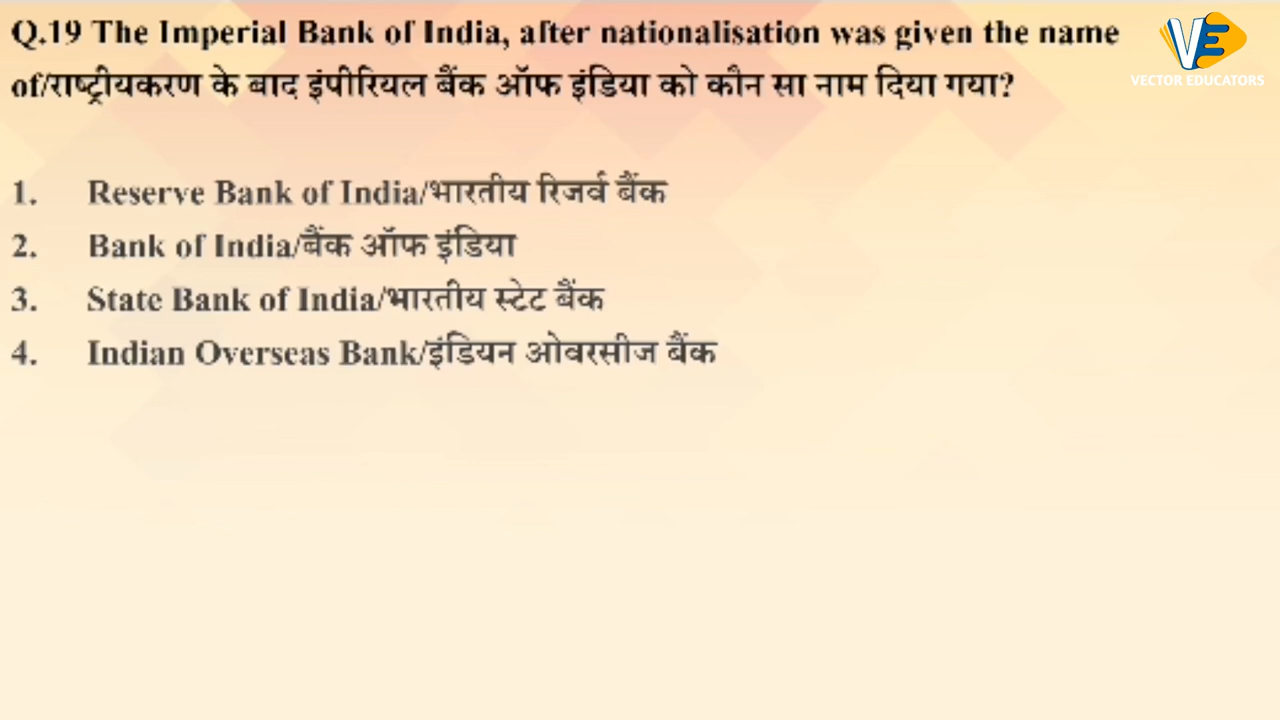 Q.19 The Imperial Bank of India, after nationalisation was given the name
of/राष्ट्रीयकरण के बाद इंपीरियल बैंक ऑफ इंडिया को कौन सा नाम दिया गया?
VE
VECTOR EDUCATORS
1. Reserve Bank of India/भारतीय रिजर्व बैंक
2. Bank of India/बैंक ऑफ इंडिया
3. State Bank of India/भारतीय स्टेट बैंक
4. Indian Overseas Bank/इंडियन ओबरसीज बैंक